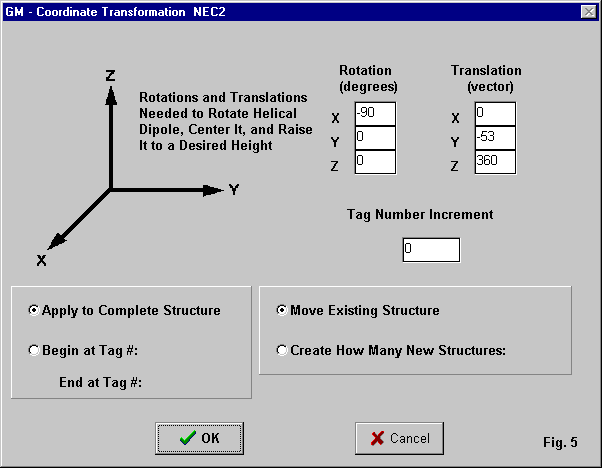 GM - Coordinate Transformation NEC2
Z
Y
X
Rotations and Translations
Needed to Rotate Helical
Dipole, Center It, and Raise
It to a Desired Height
Rotation
(degrees)
X -90
Y 0
Z 0
Translation
(vector)
X 0
Y -53
Z 360
Tag Number Increment
0
Apply to Complete Structure
Begin at Tag #:
End at Tag #:
Move Existing Structure
Create How Many New Structures:
OK
Cancel
Fig. 5